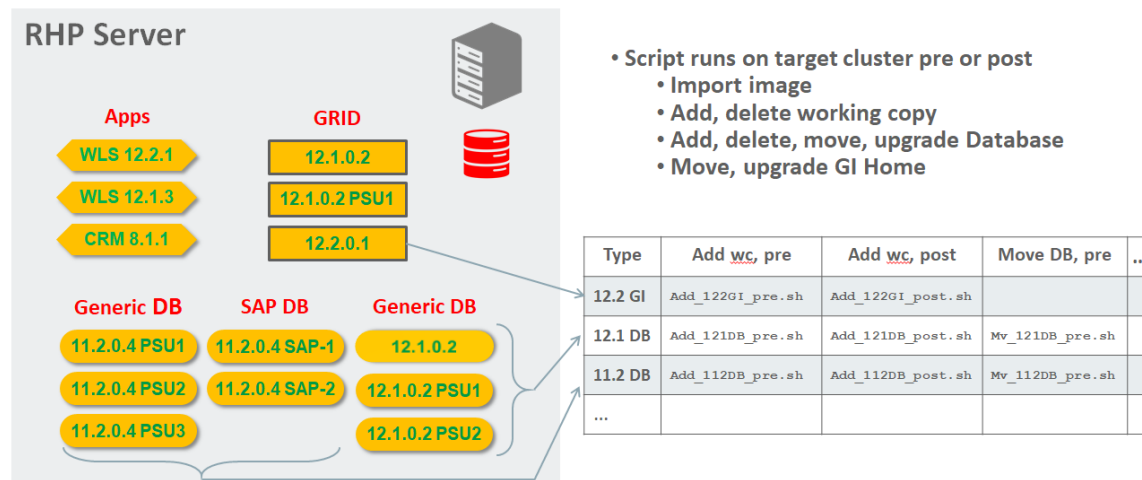 RHP Server
Apps
WLS 12.2.1
WLS 12.1.3
CRM 8.1.1
GRID
12.1.0.2
12.1.0.2 PSU1
12.2.0.1
Generic DB
11.2.0.4 PSU1
11.2.0.4 PSU2
11.2.0.4 PSU3
SAP DB
11.2.0.4 SAP-1
11.2.0.4 SAP-2
Generic DB
12.1.0.2
12.1.0.2 PSU1
12.1.0.2 PSU2
• Script runs on target cluster pre or post
• Import image
• Add, delete working copy
• Add, delete, move, upgrade Database
• Move, upgrade GI Home
Type Add wc, pre Add wc, post Move DB, pre ..
12.2 GI Add_122GI_pre.sh Add_122GI_post.sh
12.1 DB Add_121DB_pre.sh Add_121DB_post.sh Mv_121DB_pre.sh
11.2 DB Add_112DB_pre.sh Add_112DB_post.sh Mv_112DB_pre.sh
...